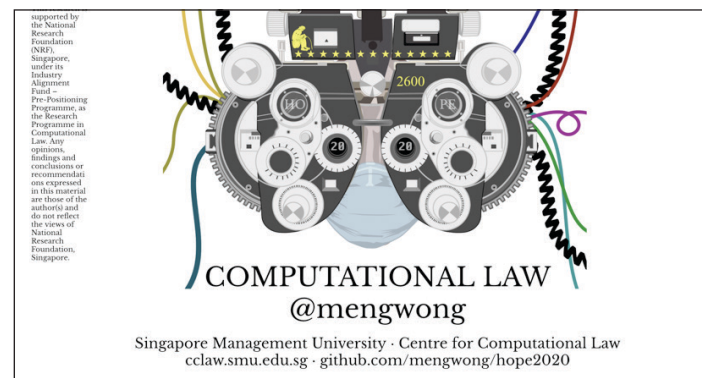 supported by
the National
Research
Foundation
(NRF),
Singapore,
under its
Industry
Alignment
Fund –
Pre-Positioning
Programme, as
the Research
Programme in
Computational
Law. Any
opinions,
findings and
conclusions or
recommendati
ons expressed
in this material
are those of the
author(s) and
do not reflect
the views of
National
Research
Foundation,
Singapore.
2600
HO
PE
20
20
COMPUTATIONAL LAW
@mengwong
Singapore Management University · Centre for Computational Law
cclaw.smu.edu.sg · github.com/mengwong/hope2020